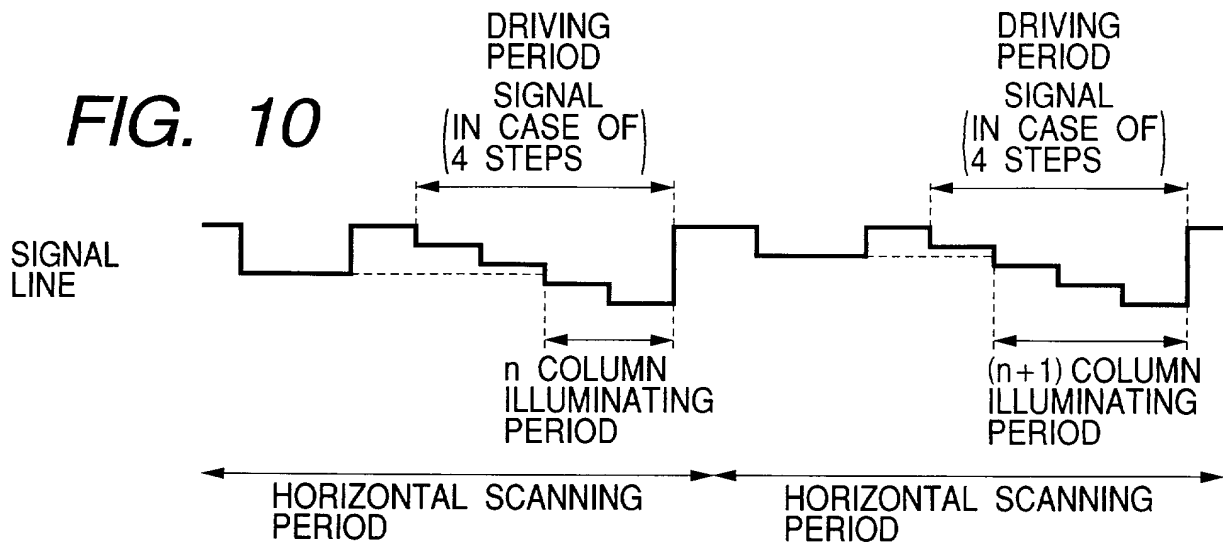 FIG. 10
DRIVING
PERIOD
SIGNAL
(IN CASE OF
4 STEPS)
DRIVING
PERIOD
SIGNAL
(IN CASE OF
4 STEPS)
SIGNAL
LINE
n COLUMN
ILLUMINATING
PERIOD
(n+1) COLUMN
ILLUMINATING
PERIOD
HORIZONTAL SCANNING
PERIOD
HORIZONTAL SCANNING
PERIOD